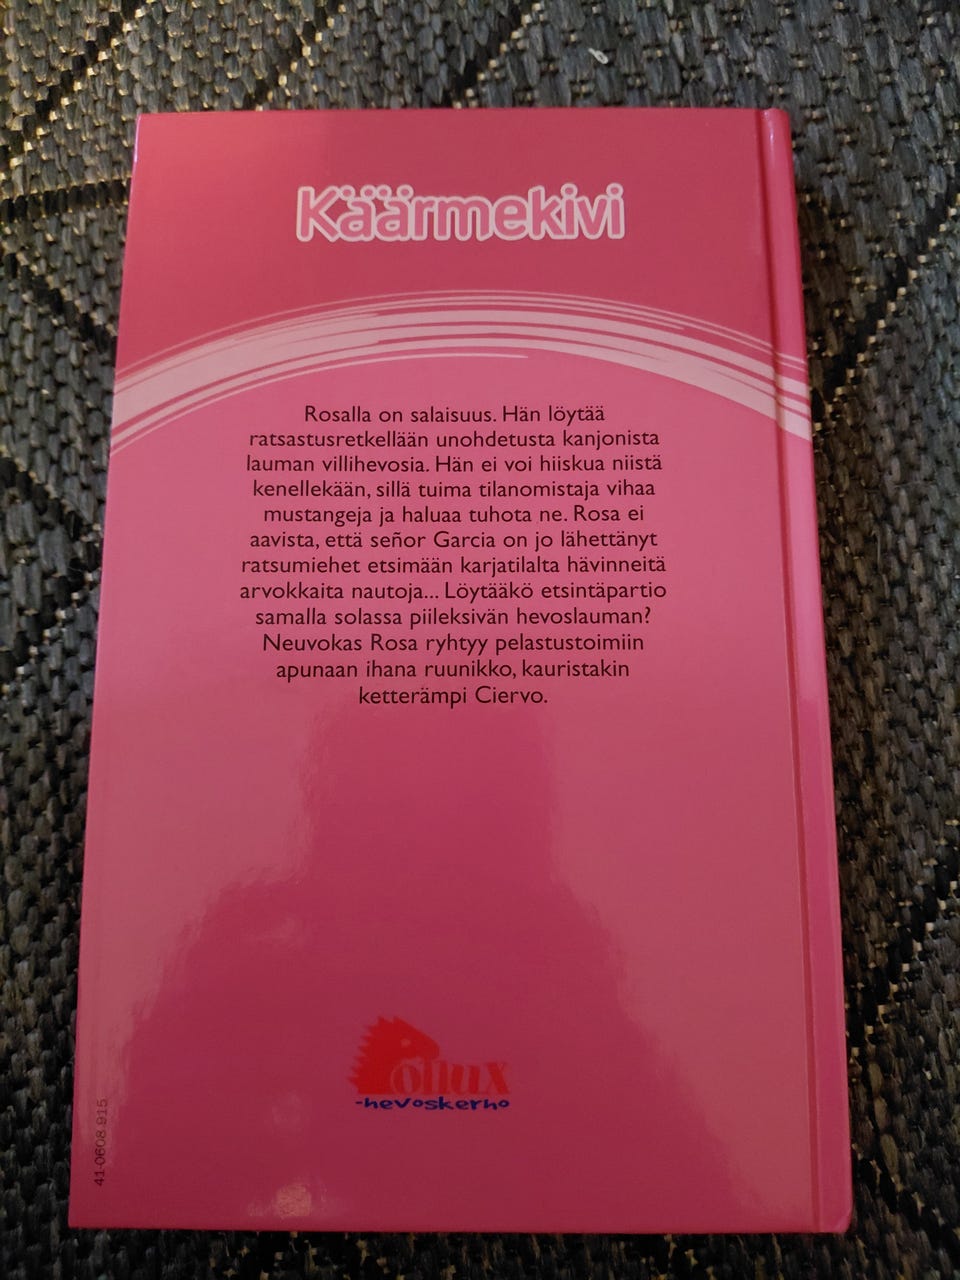 Käärmekivi
Rosalla on salaisuus. Hän löytää
ratsastusretkellään unohdetusta kanjonista
lauman villihevosia. Hän ei voi hiiskua niistä
kenellekään, sillä tuima tilanomistaja vihaa
mustangeja ja haluaa tuhota ne. Rosa ei
aavista, että señor Garcia on jo lähettänyt
ratsumiehet etsimään karjatilalta hävinneitä
arvokkaita nautoja... Löytääkö etsintäpartio
samalla solassa piileksivän hevoslauman?
Neuvokas Rosa ryhtyy pelastustoimiin
apunaan ihana ruunikko, kauristakin
ketterämpi Ciervo.
Pollux
-hevoskerho
41-0608 915